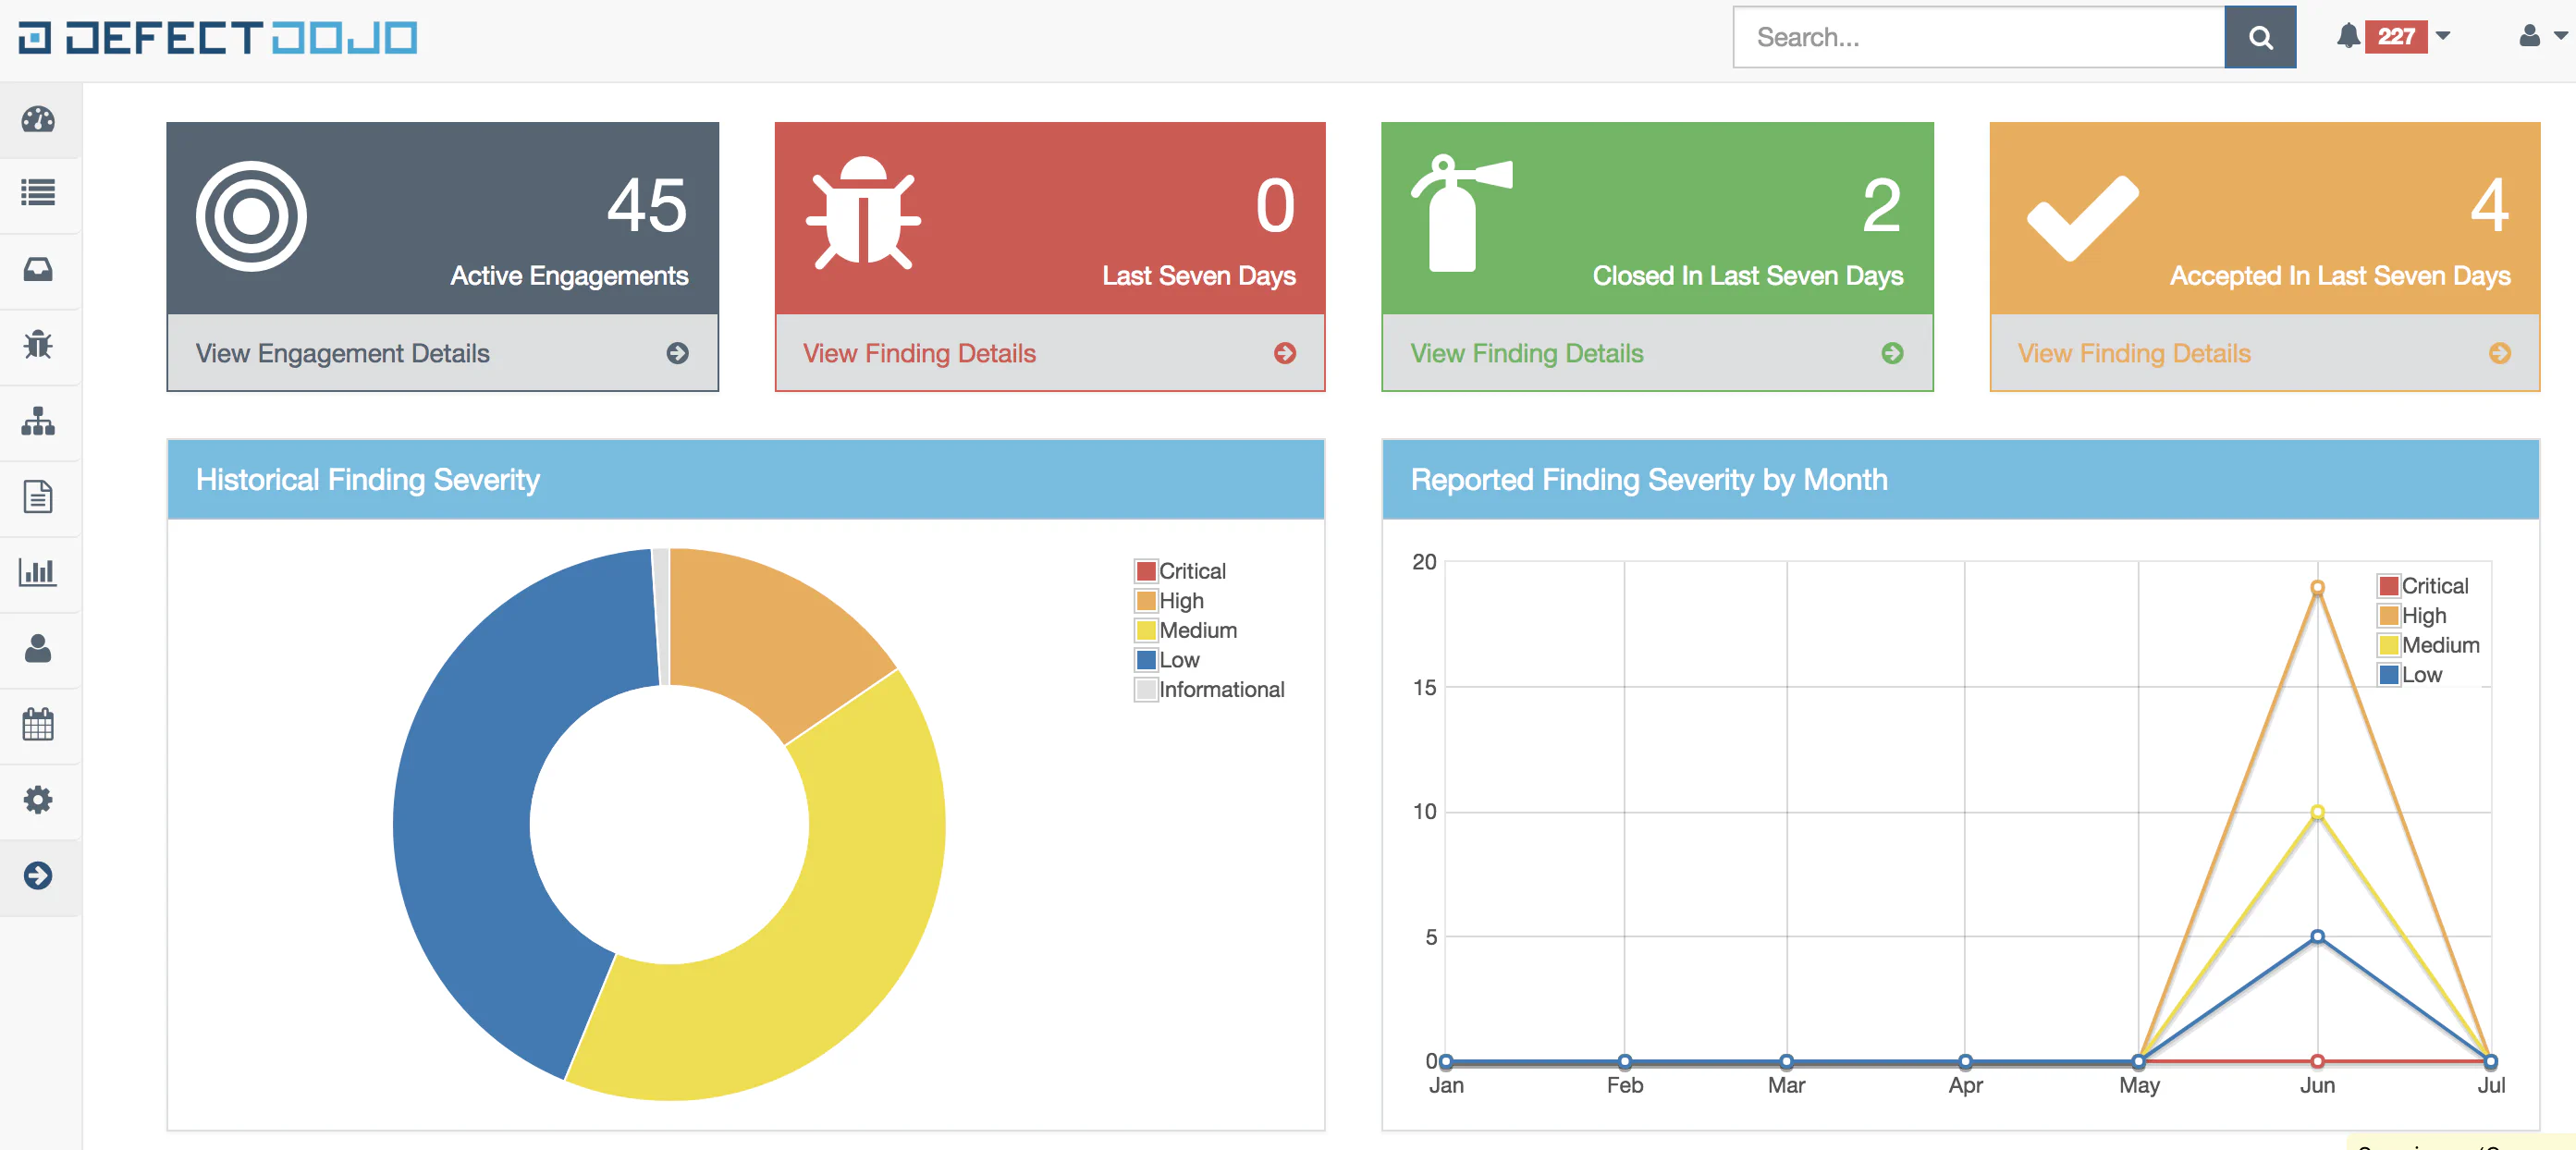 DEFECTDOJO
Search...
227
45
Active Engagements
View Engagement Details
0
Last Seven Days
View Finding Details
2
Closed In Last Seven Days
View Finding Details
4
Accepted In Last Seven Days
View Finding Details
Historical Finding Severity
Critical
High
Medium
Low
Informational
Reported Finding Severity by Month
20
15
10
5
0
Critical
High
Medium
Low
Jan Feb Mar Apr May Jun Jul